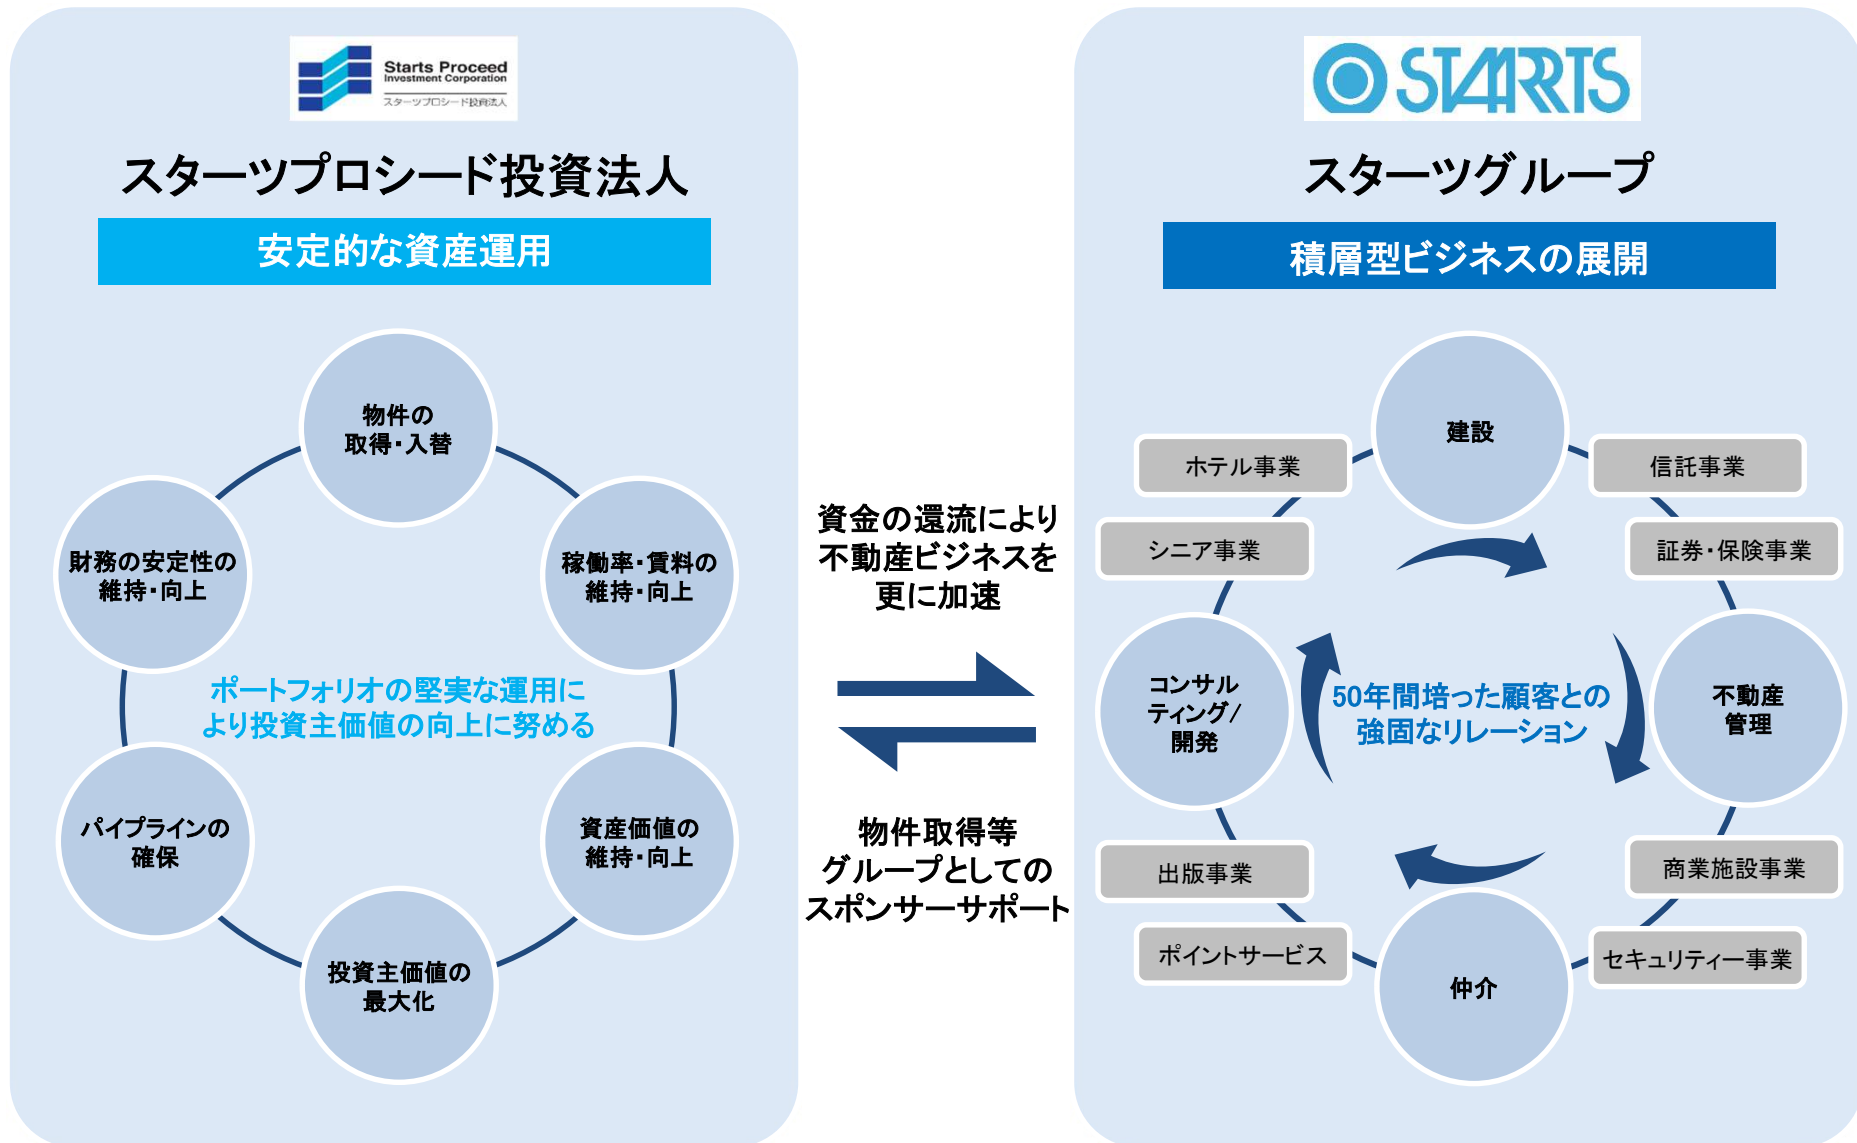 Starts Proceed
Investment Corporation
スターツプロシード投資法人
スターツプロシード投資法人
安定的な資産運用
物件の
取得・入替
財務の安定性の
維持・向上
稼働率・賃料の
維持・向上
ポートフォリオの堅実な運用に
より投資主価値の向上に努める
パイプラインの
確保
資産価値の
維持・向上
投資主価値の
最大化
資金の還流により
不動産ビジネスを
更に加速
物件取得等
グループとしての
スポンサーサポート
STARTS
スターツグループ
積層型ビジネスの展開
建設
ホテル事業
信託事業
シニア事業
証券・保険事業
コンサル
ティング/
開発
50年間培った顧客との
強固なリレーション
不動産
管理
出版事業
商業施設事業
ポイントサービス
セキュリティー事業
仲介